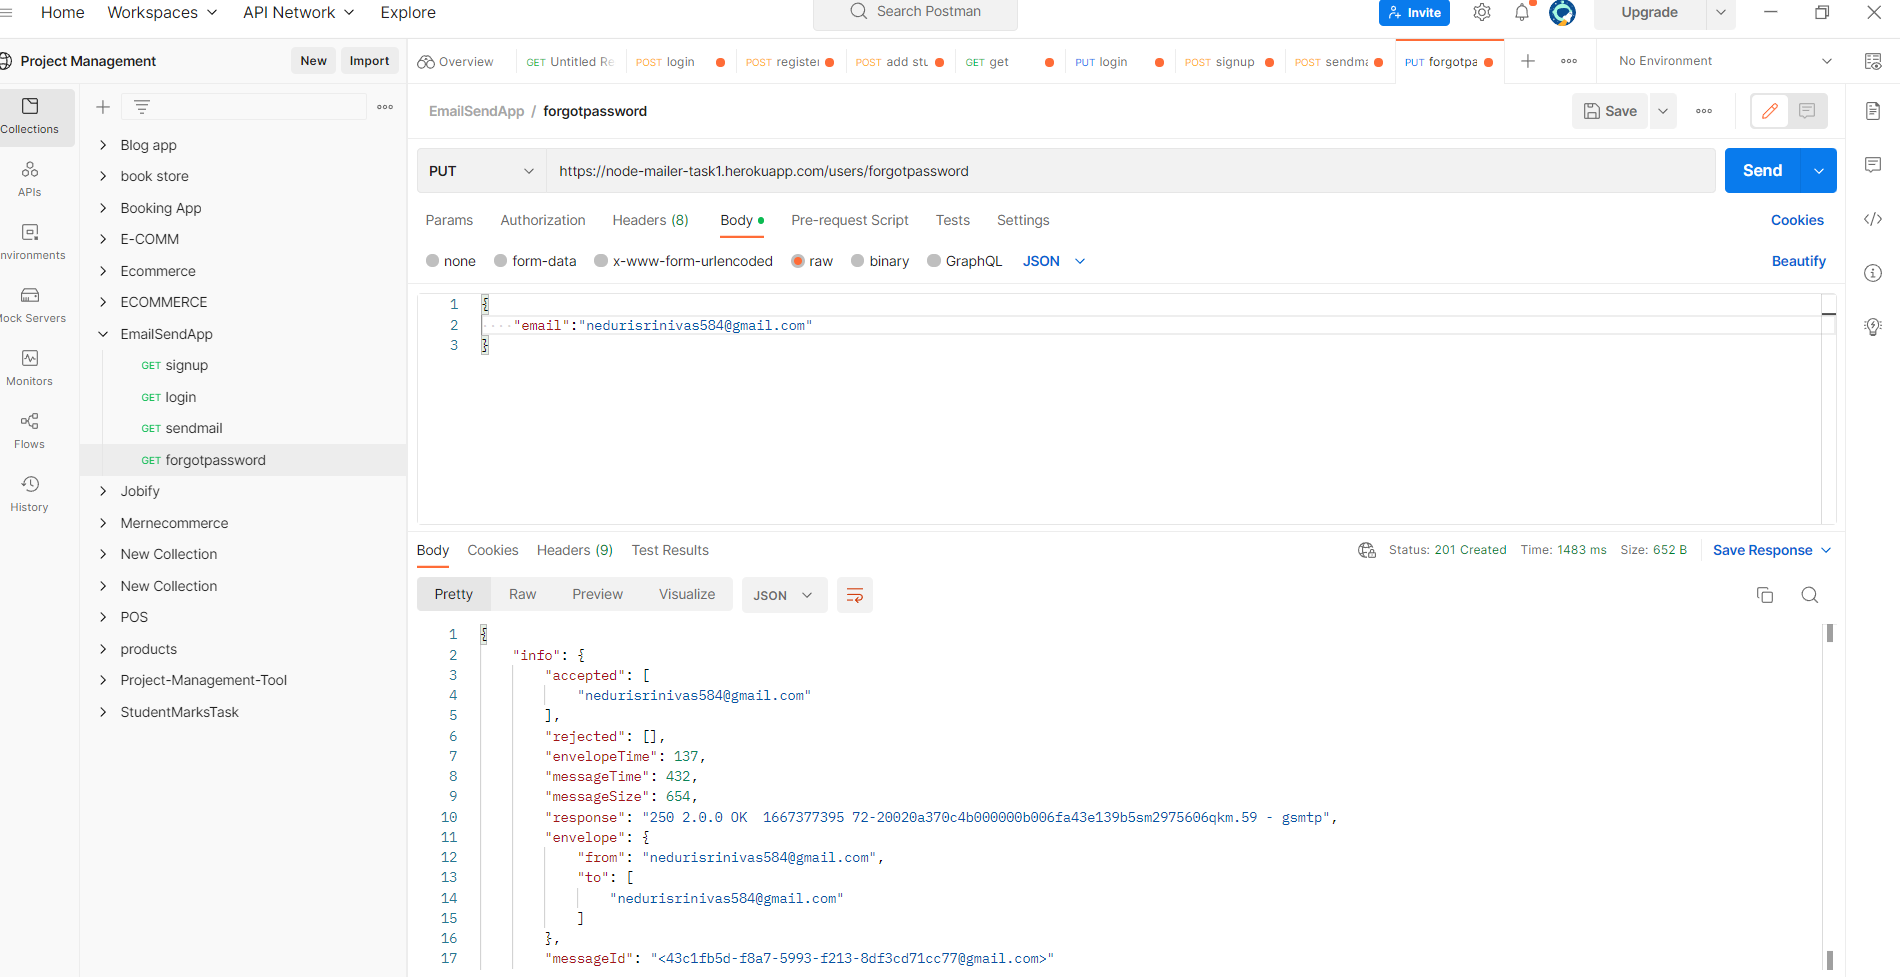 Home Workspaces API Network Explore Search Postman Invite Upgrade
Project Management New Import
Overview GET Untitled Re POST login POST register POST add stu GET get PUT login POST signup POST sendma PUT forgotpa No Environment
Collections
APIs
nvironments
Mock Servers
Monitors
Flows
History
Blog app
book store
Booking App
E-COMM
Ecommerce
ECOMMERCE
EmailSendApp
GET signup
GET login
GET sendmail
GET forgotpassword
Jobify
Mernecommerce
New Collection
New Collection
POS
products
Project-Management-Tool
StudentMarksTask
EmailSendApp / forgotpassword Save
PUT https://node-mailer-task1.herokuapp.com/users/forgotpassword Send
Params Authorization Headers (8) Body Pre-request Script Tests Settings Cookies
none form-data x-www-form-urlencoded raw binary GraphQL JSON Beautify
1 {
2 "email":"nedurisrinivas584@gmail.com"
3 }
Body Cookies Headers (9) Test Results Status: 201 Created Time: 1483 ms Size: 652 B Save Response
Pretty Raw Preview Visualize JSON
1 {
2 "info": {
3 "accepted": [
4 "nedurisrinivas584@gmail.com"
5 ],
6 "rejected": [],
7 "envelopeTime": 137,
8 "messageTime": 432,
9 "messageSize": 654,
10 "response": "250 2.0.0 OK  1667377395 72-20020a370c4b000000b006fa43e139b5sm2975606qkm.59 - gsmtp",
11 "envelope": {
12 "from": "nedurisrinivas584@gmail.com",
13 "to": [
14 "nedurisrinivas584@gmail.com"
15 ]
16 },
17 "messageId": "<43c1fb5d-f8a7-5993-f213-8df3cd71cc77@gmail.com>"